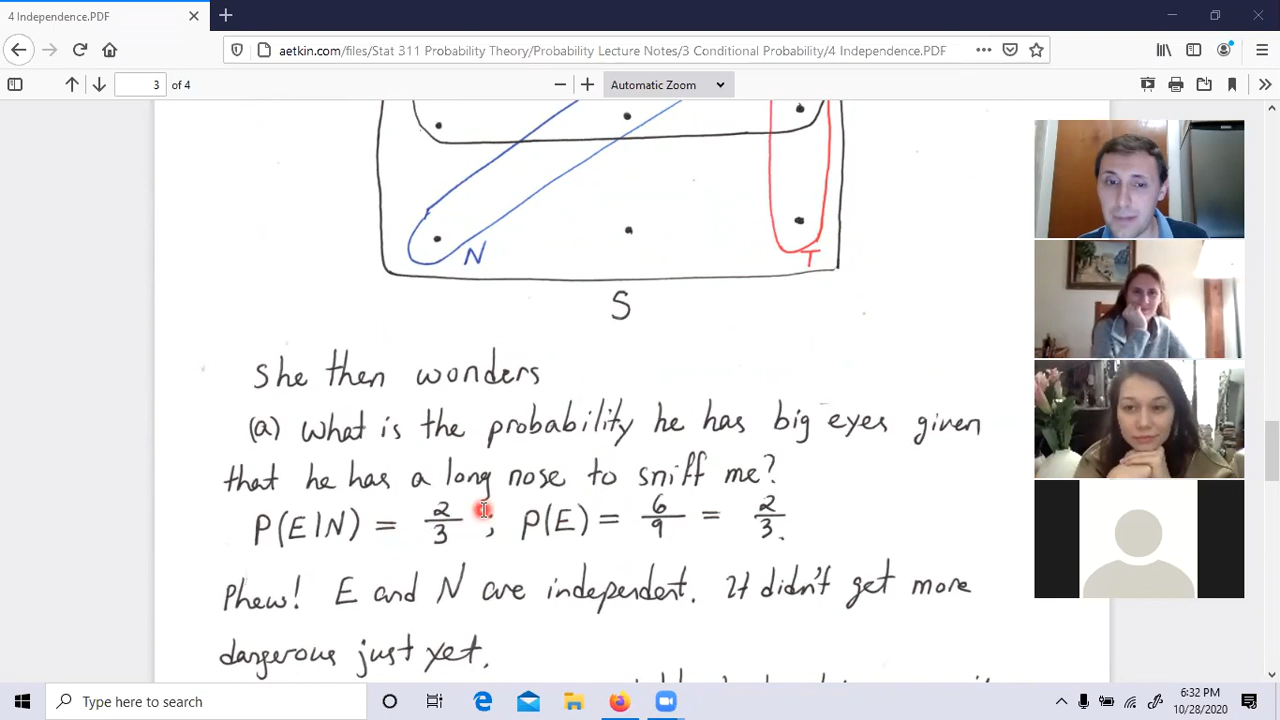 4 Independence.PDF
aetkin.com/files/Stat 311 Probability Theory/Probability Lecture Notes/3 Conditional Probability/4 Independence.PDF
3 of 4
Automatic Zoom
N
T
S
She then wonders
(a) What is the probability he has big eyes given
that he has a long nose to sniff me?
P(E|N) = 2/3 ; P(E) = 6/9 = 2/3.
Phew! E and N are independent. It didn't get more
dangerous just yet.
Type here to search
6:32 PM
10/28/2020